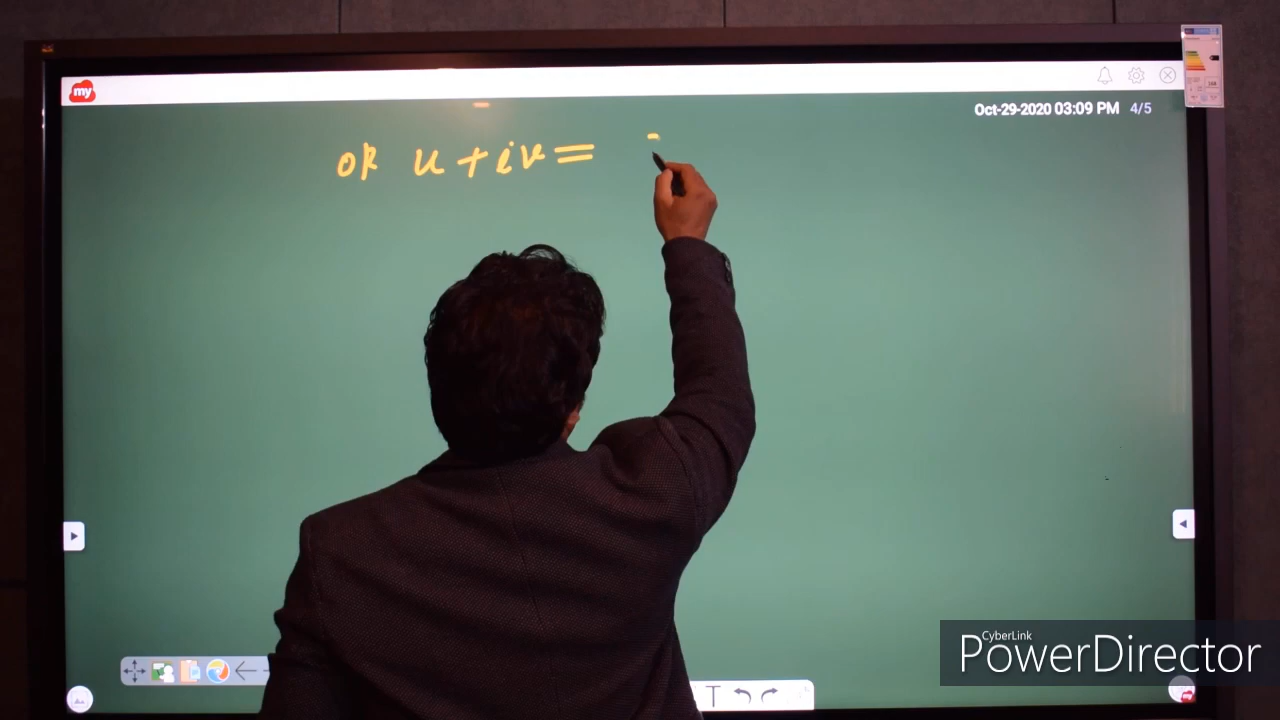 my
Oct-29-2020 03:09 PM 4/5
or u + iv =
T
CyberLink
PowerDirector